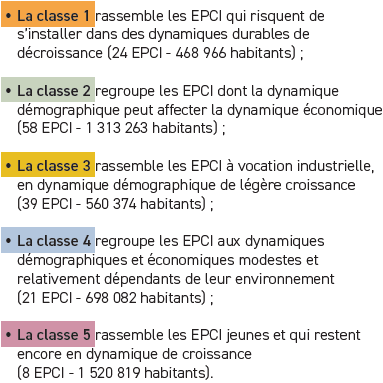 • La classe 1 rassemble les EPCI qui risquent de
s'installer dans des dynamiques durables de
décroissance (24 EPCI - 468 966 habitants) ;
• La classe 2 regroupe les EPCI dont la dynamique
démographique peut affecter la dynamique économique
(58 EPCI - 1 313 263 habitants) ;
• La classe 3 rassemble les EPCI à vocation industrielle,
en dynamique démographique de légère croissance
(39 EPCI - 560 374 habitants) ;
• La classe 4 regroupe les EPCI aux dynamiques
démographiques et économiques modestes et
relativement dépendants de leur environnement
(21 EPCI - 698 082 habitants) ;
• La classe 5 rassemble les EPCI jeunes et qui restent
encore en dynamique de croissance
(8 EPCI - 1 520 819 habitants).